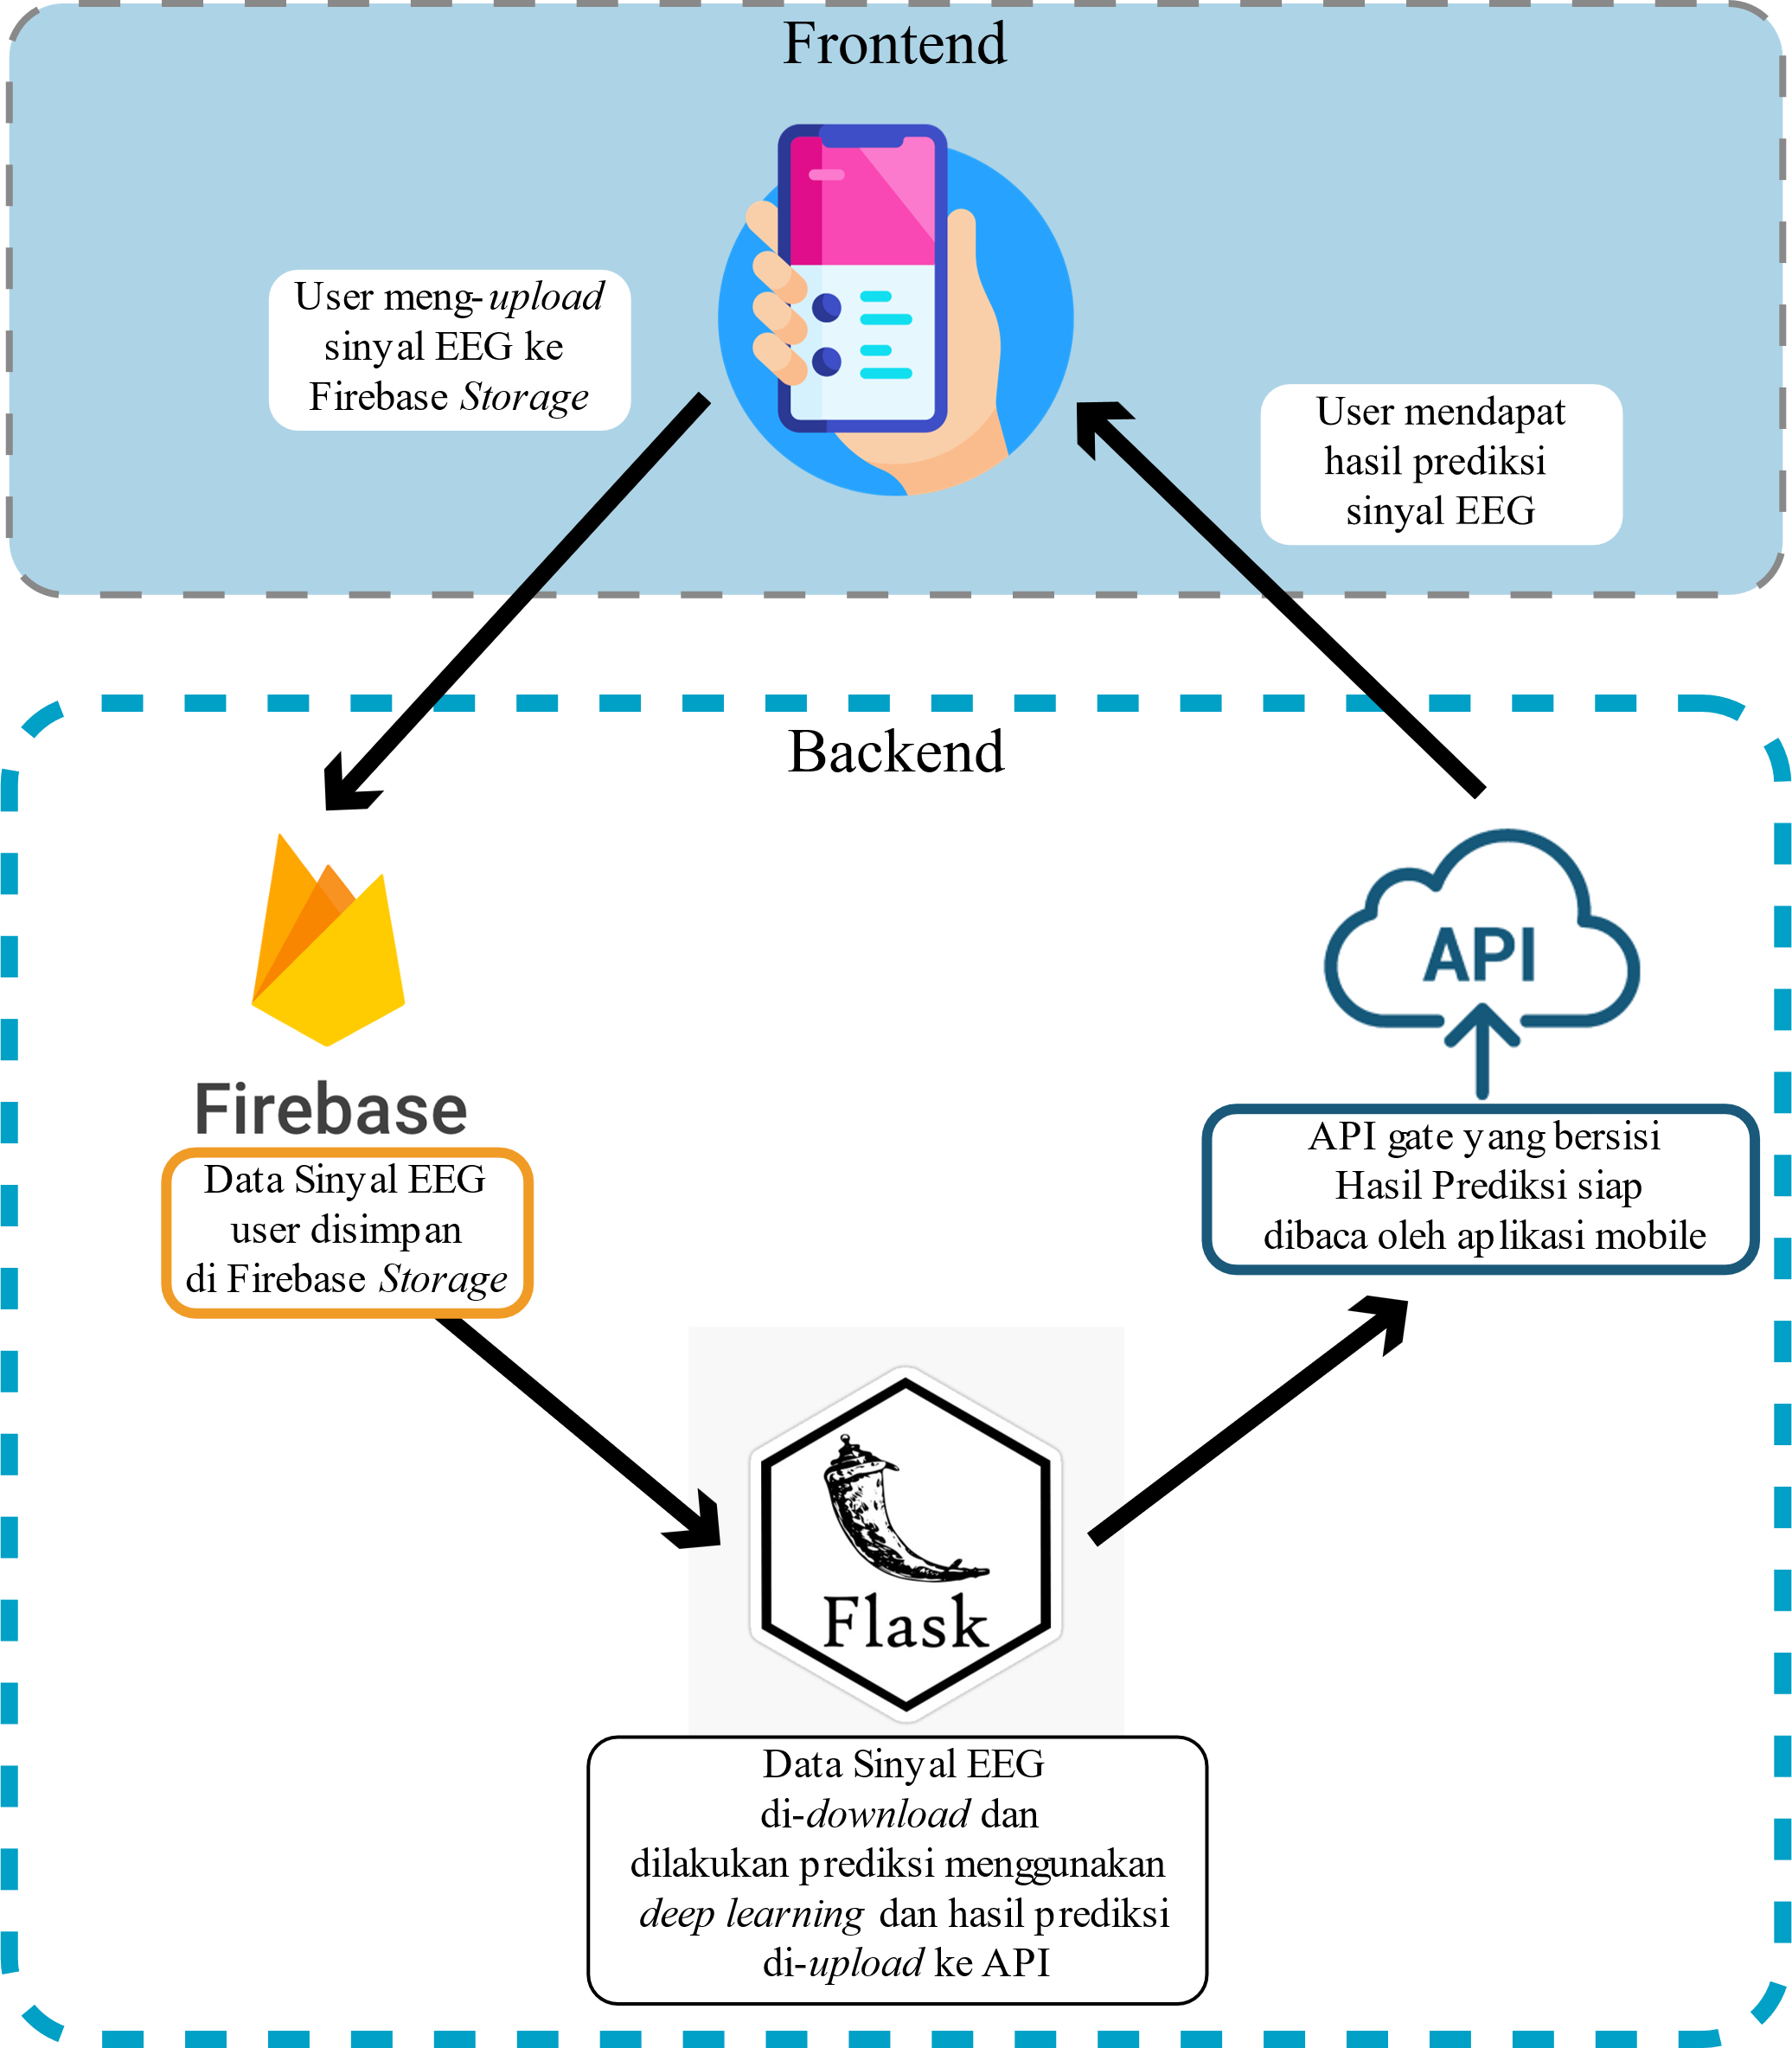 Frontend
User meng-upload
sinyal EEG ke
Firebase Storage
User mendapat
hasil prediksi
sinyal EEG
Backend
Firebase
Data Sinyal EEG
user disimpan
di Firebase Storage
API
API gate yang bersisi
Hasil Prediksi siap
dibaca oleh aplikasi mobile
Flask
Data Sinyal EEG
di-download dan
dilakukan prediksi menggunakan
deep learning dan hasil prediksi
di-upload ke API